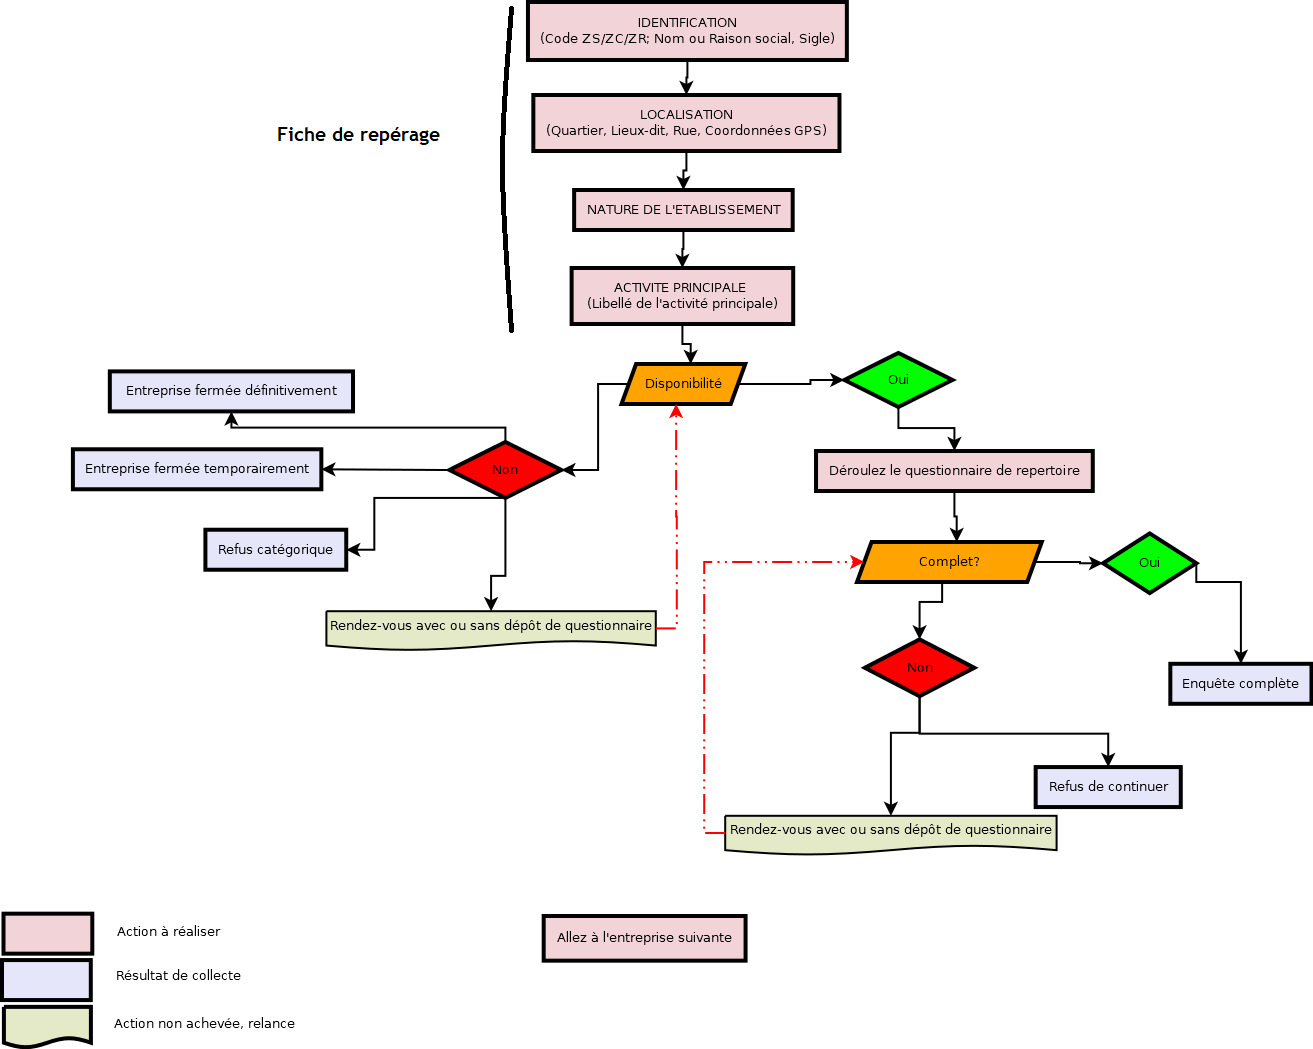 IDENTIFICATION
(Code ZS/ZC/ZR; Nom ou Raison social, Sigle)
Fiche de repérage
LOCALISATION
(Quartier, Lieux-dit, Rue, Coordonnées GPS)
NATURE DE L'ETABLISSEMENT
ACTIVITE PRINCIPALE
(Libellé de l'activité principale)
Disponibilité
Oui
Entreprise fermée définitivement
Entreprise fermée temporairement
Non
Déroulez le questionnaire de repertoire
Refus catégorique
Complet?
Oui
Rendez-vous avec ou sans dépôt de questionnaire
Non
Enquête complète
Refus de continuer
Rendez-vous avec ou sans dépôt de questionnaire
Action à réaliser
Allez à l'entreprise suivante
Résultat de collecte
Action non achevée, relance